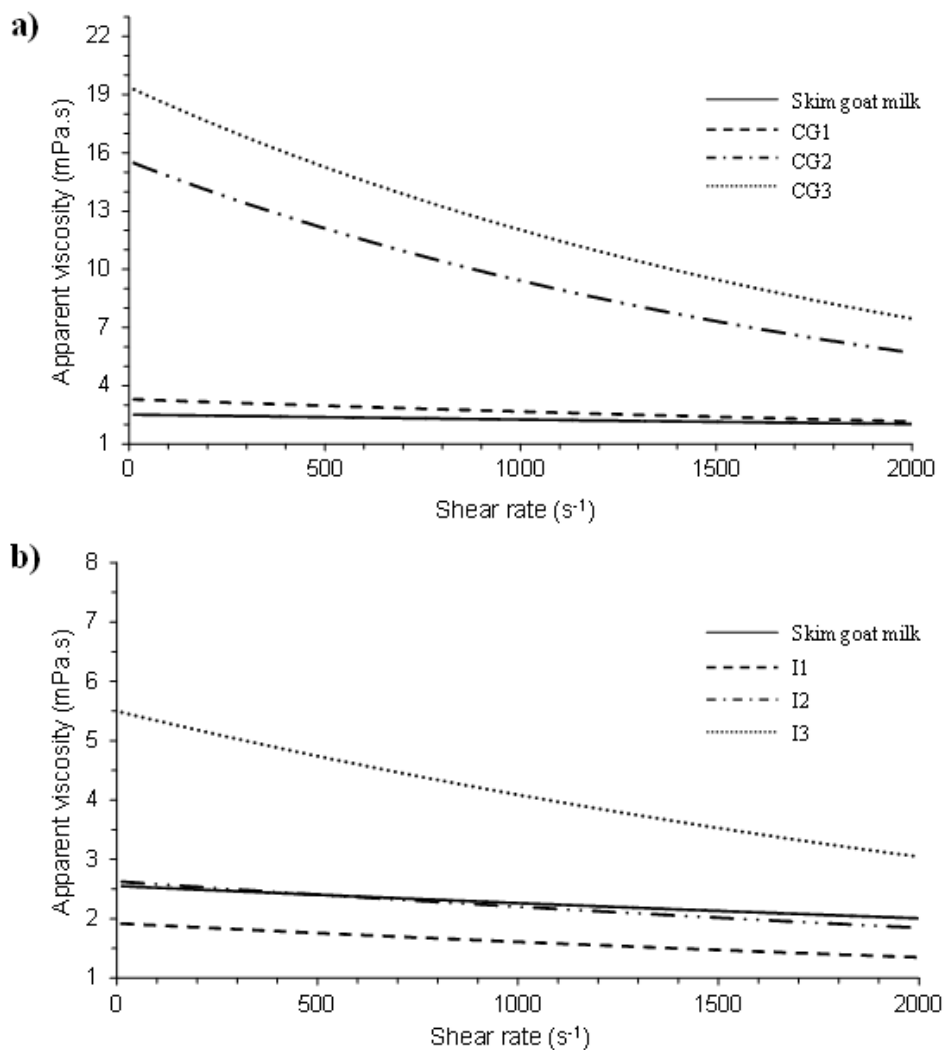 a)
22
19
16
13
10
7
4
1
Apparent viscosity (mPa.s)
Skim goat milk
CG1
CG2
CG3
0 500 1000 1500 2000
Shear rate (s⁻¹)
b)
8
7
6
5
4
3
2
1
Apparent viscosity (mPa.s)
Skim goat milk
I1
I2
I3
0 500 1000 1500 2000
Shear rate (s⁻¹)